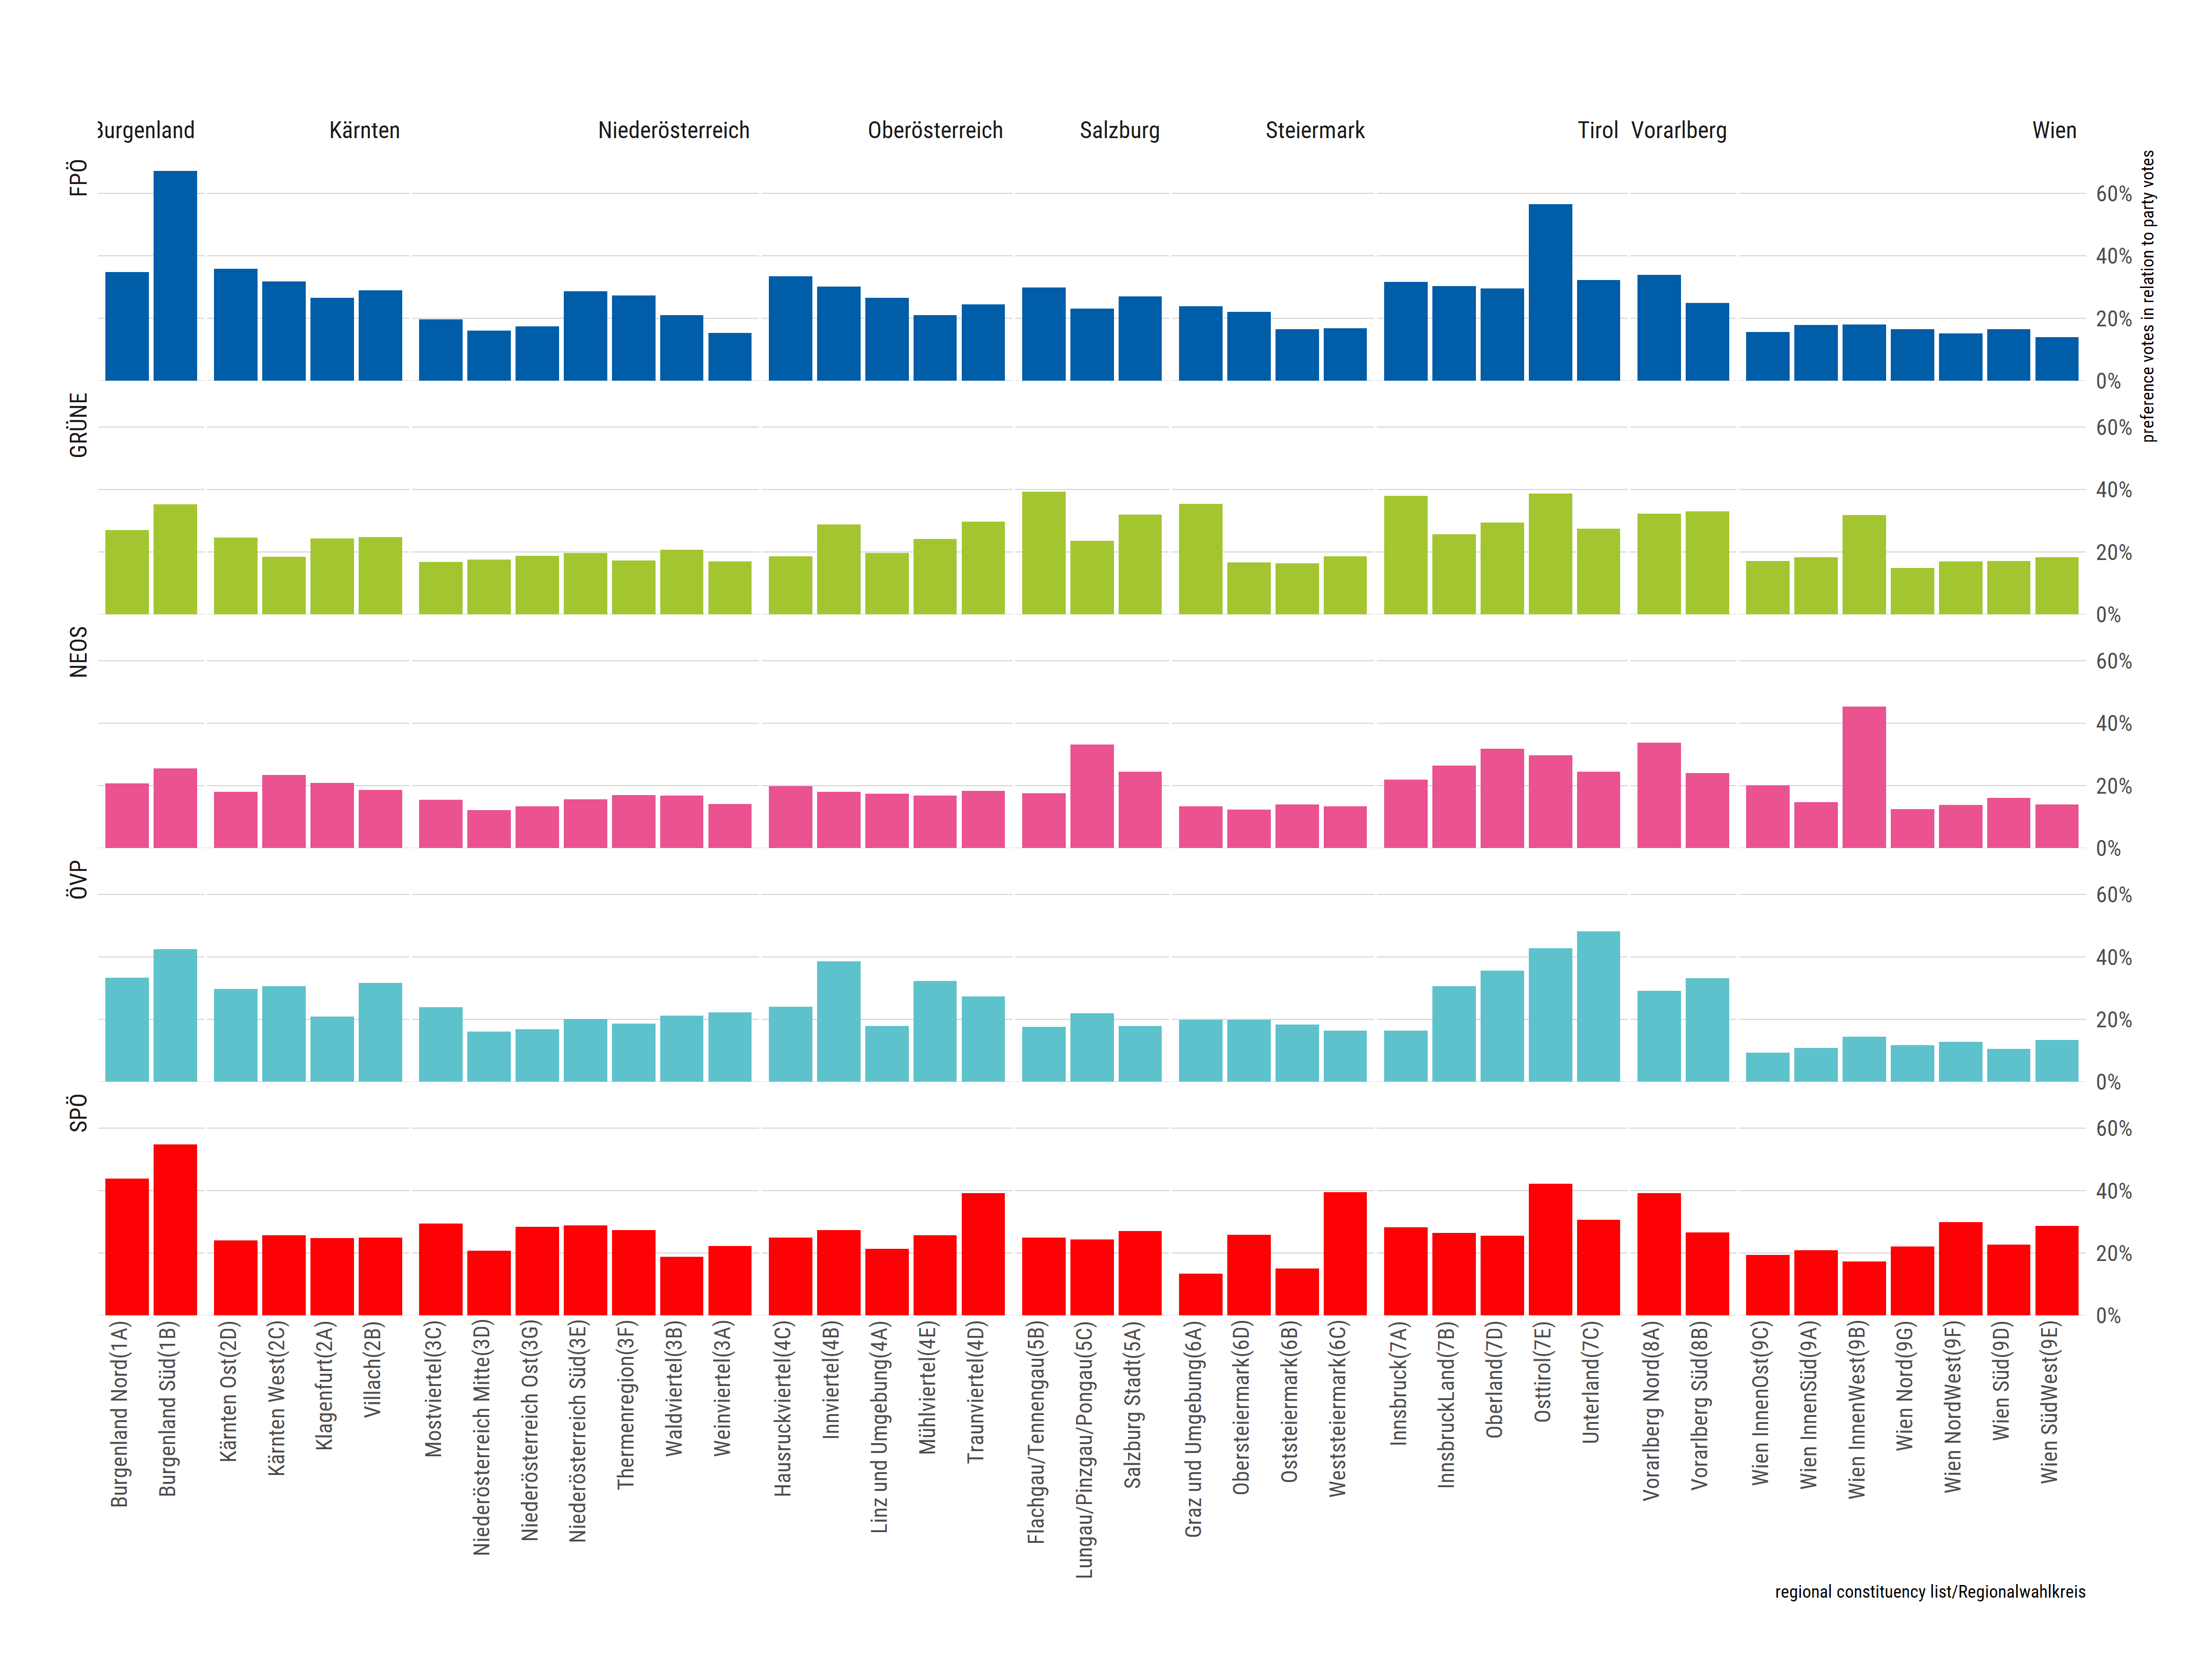 Burgenland Kärnten Niederösterreich Oberösterreich Salzburg Steiermark Tirol Vorarlberg Wien
FPÖ
60%
40%
20%
0%
preference votes in relation to party votes
GRÜNE
60%
40%
20%
0%
NEOS
60%
40%
20%
0%
ÖVP
60%
40%
20%
0%
SPÖ
60%
40%
20%
0%
Burgenland Nord(1A)
Burgenland Süd(1B)
Kärnten Ost(2D)
Kärnten West(2C)
Klagenfurt(2A)
Villach(2B)
Mostviertel(3C)
Niederösterreich Mitte(3D)
Niederösterreich Ost(3G)
Niederösterreich Süd(3E)
Thermenregion(3F)
Waldviertel(3B)
Weinviertel(3A)
Hausruckviertel(4C)
Innviertel(4B)
Linz und Umgebung(4A)
Mühlviertel(4E)
Traunviertel(4D)
Flachgau/Tennengau(5B)
Lungau/Pinzgau/Pongau(5C)
Salzburg Stadt(5A)
Graz und Umgebung(6A)
Obersteiermark(6D)
Oststeiermark(6B)
Weststeiermark(6C)
Innsbruck(7A)
InnsbruckLand(7B)
Oberland(7D)
Osttirol(7E)
Unterland(7C)
Vorarlberg Nord(8A)
Vorarlberg Süd(8B)
Wien InnenOst(9C)
Wien InnenSüd(9A)
Wien InnenWest(9B)
Wien Nord(9G)
Wien NordWest(9F)
Wien Süd(9D)
Wien SüdWest(9E)
regional constituency list/Regionalwahlkreis